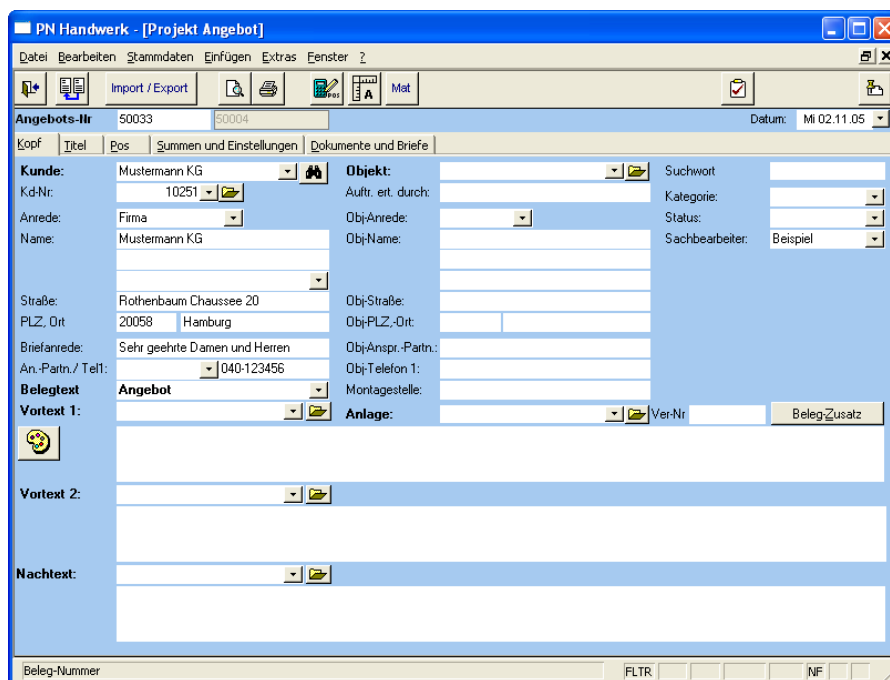 PN Handwerk - [Projekt Angebot]
Datei Bearbeiten Stammdaten Einfügen Extras Fenster ?
Import / Export POS A Mat
Angebots-Nr 50033 50004 Datum: Mi 02.11.05
Kopf Titel Pos Summen und Einstellungen Dokumente und Briefe
Kunde: Mustermann KG Objekt: Suchwort
Kd-Nr: 10251 Auftr. ert. durch: Kategorie:
Anrede: Firma Obj-Anrede: Status:
Name: Mustermann KG Obj-Name: Sachbearbeiter: Beispiel
Straße: Rothenbaum Chaussee 20 Obj-Straße:
PLZ, Ort 20058 Hamburg Obj-PLZ,-Ort:
Briefanrede: Sehr geehrte Damen und Herren Obj-Anspr.-Partn.:
An.-Partn./ Tel1: 040-123456 Obj-Telefon 1:
Belegtext Angebot Montagestelle:
Vortext 1: Anlage: Ver-Nr Beleg-Zusatz
Vortext 2:
Nachtext:
Beleg-Nummer FLTR NF